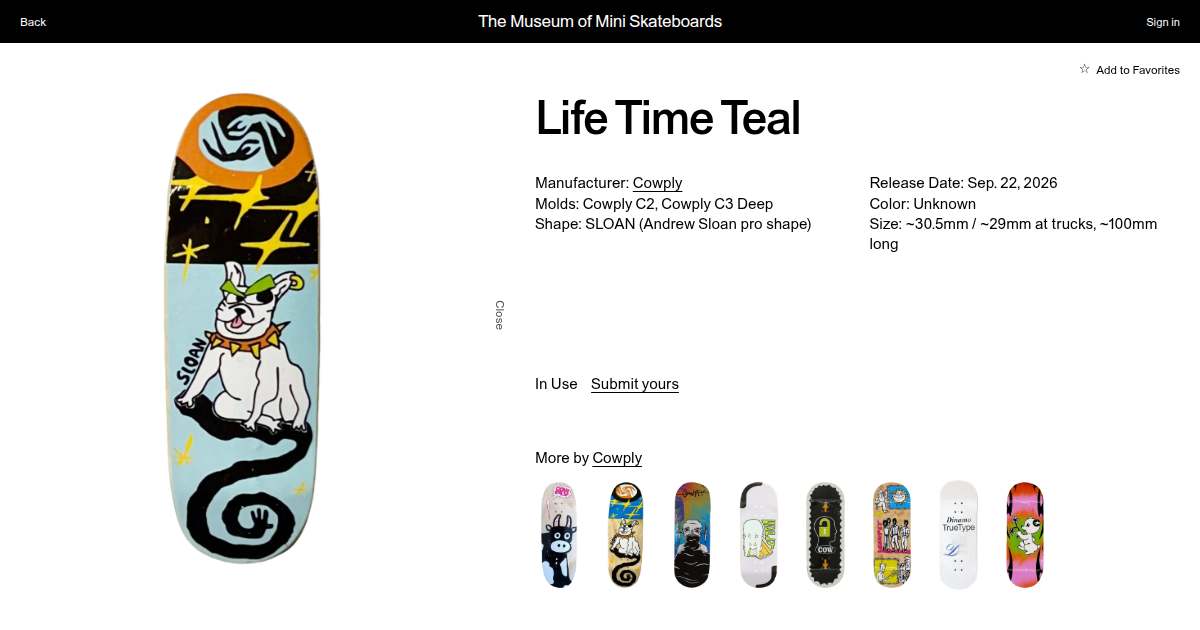 Back
The Museum of Mini Skateboards
Sign in
☆ Add to Favorites
Life Time Teal
Manufacturer: Cowply
Molds: Cowply C2, Cowply C3 Deep
Shape: SLOAN (Andrew Sloan pro shape)
Release Date: Sep. 22, 2026
Color: Unknown
Size: ~30.5mm / ~29mm at trucks, ~100mm
long
SLOAN
Close
In Use Submit yours
More by Cowply
COW
Dinamo
TrueType